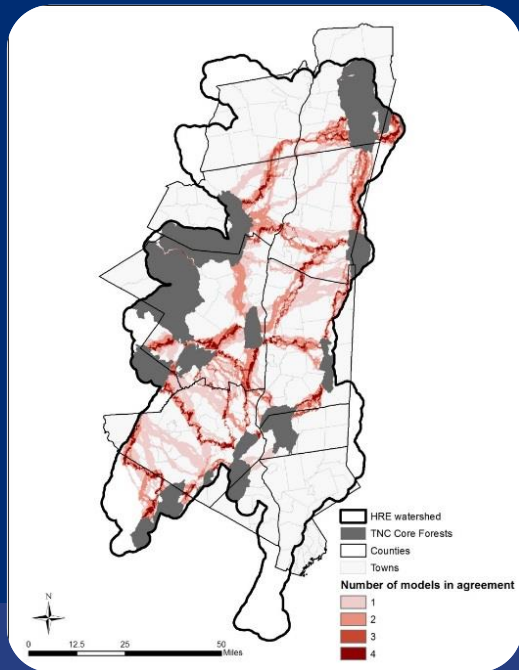 HRE watershed
TNC Core Forests
Counties
Towns
Number of models in agreement
1
2
3
4
N
0 12.5 25 50
Miles